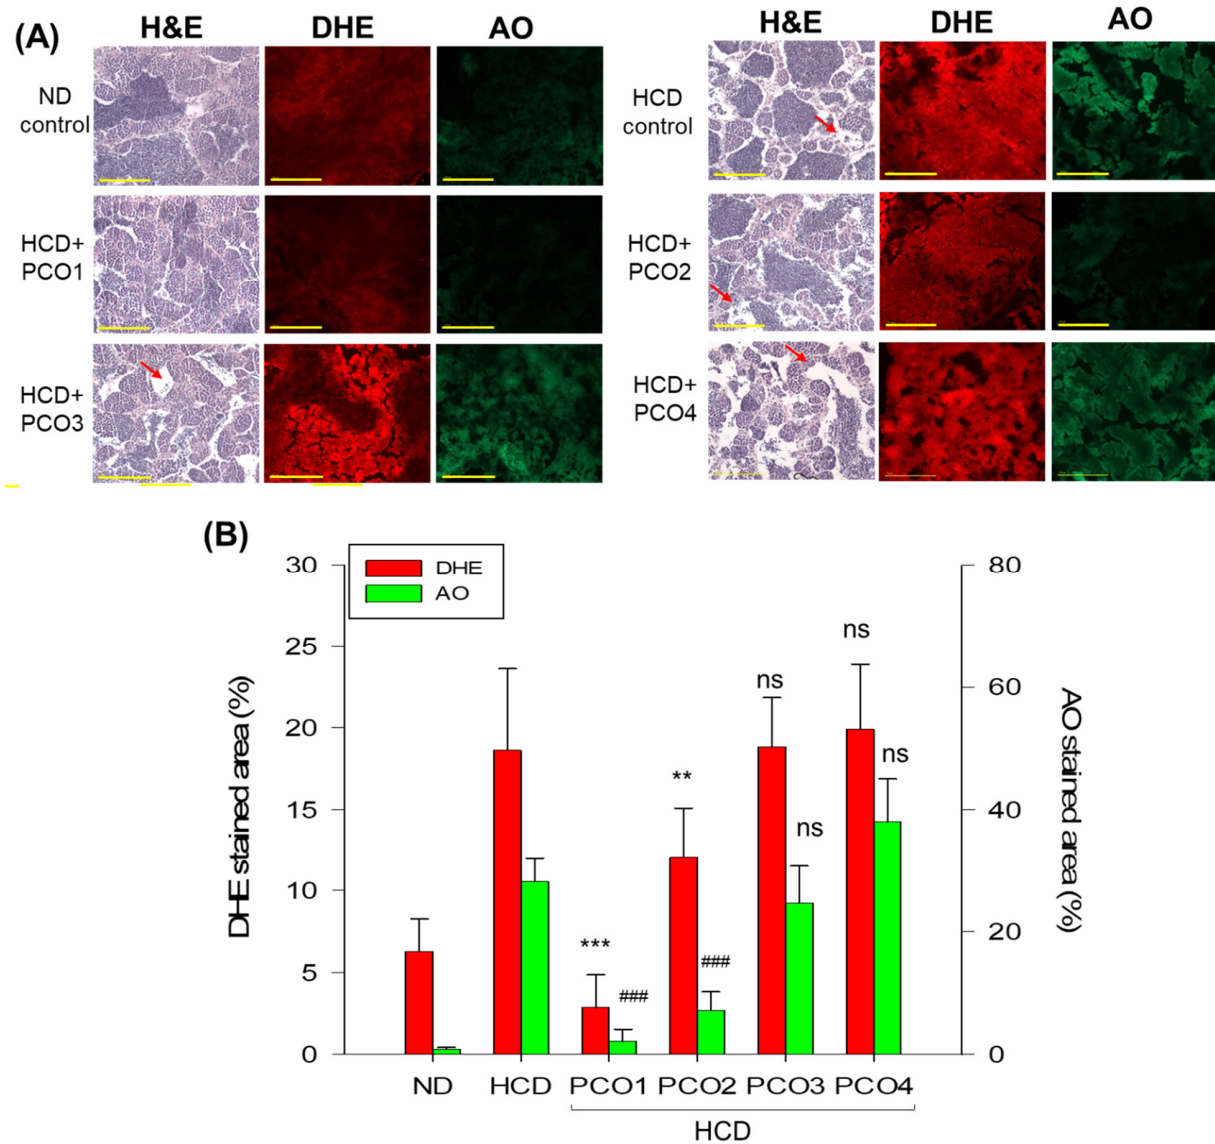 (A)
H&E DHE AO
H&E DHE AO
ND
control
HCD
control
HCD+
PCO1
HCD+
PCO2
HCD+
PCO3
HCD+
PCO4
(B)
DHE
AO
DHE stained area (%)
30
25
20
15
10
5
0
AO stained area (%)
80
60
40
20
0
***
###
**
###
ns
ns
ns
ns
ND HCD PCO1 PCO2 PCO3 PCO4
HCD